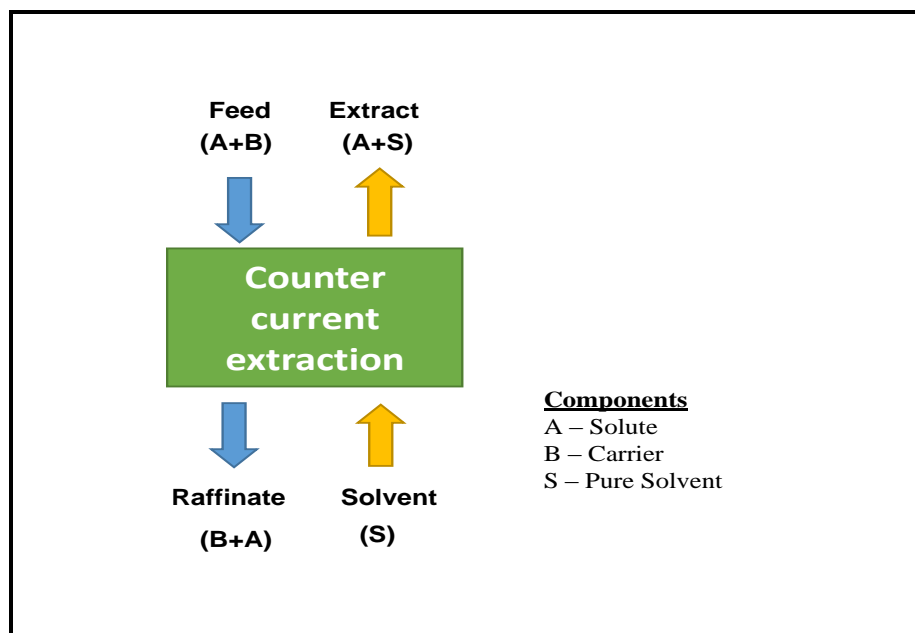 Feed Extract
(A+B) (A+S)
Counter
current
extraction
Raffinate Solvent
(B+A) (S)
Components
A – Solute
B – Carrier
S – Pure Solvent